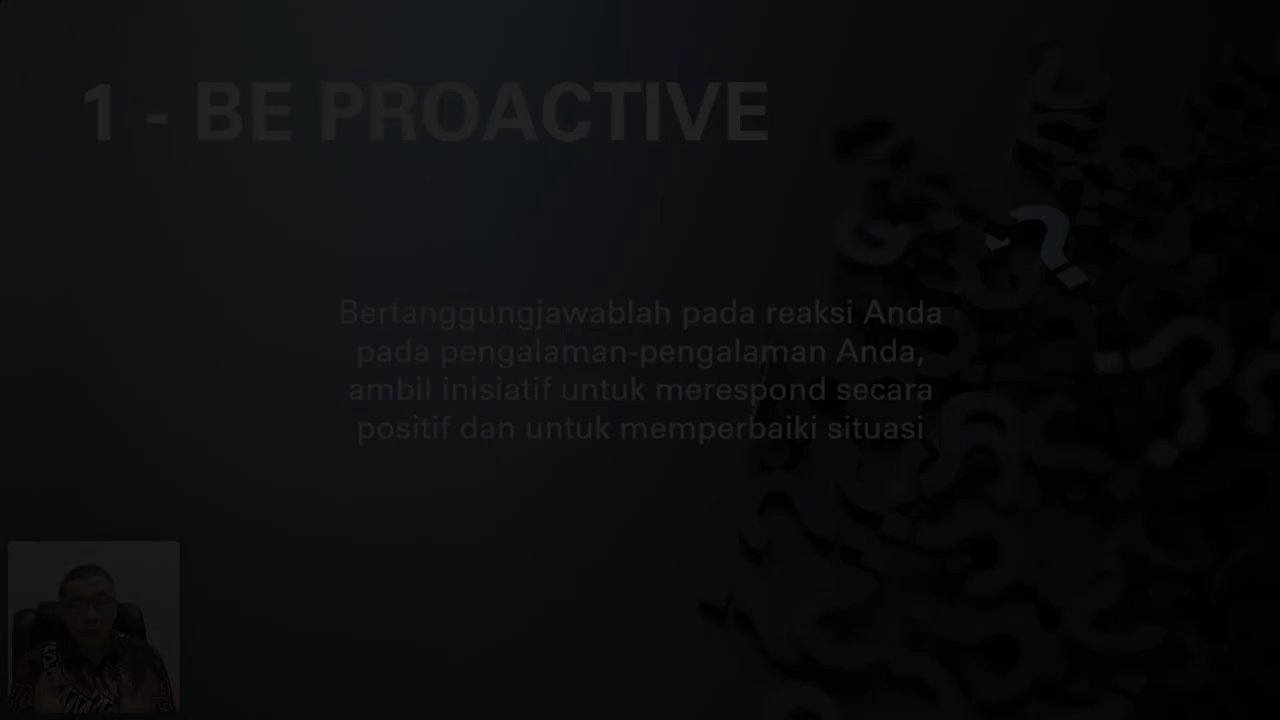 1 - BE PROACTIVE
Bertanggungjawablah pada reaksi Anda
pada pengalaman-pengalaman Anda,
ambil inisiatif untuk merespond secara
positif dan untuk memperbaiki situasi